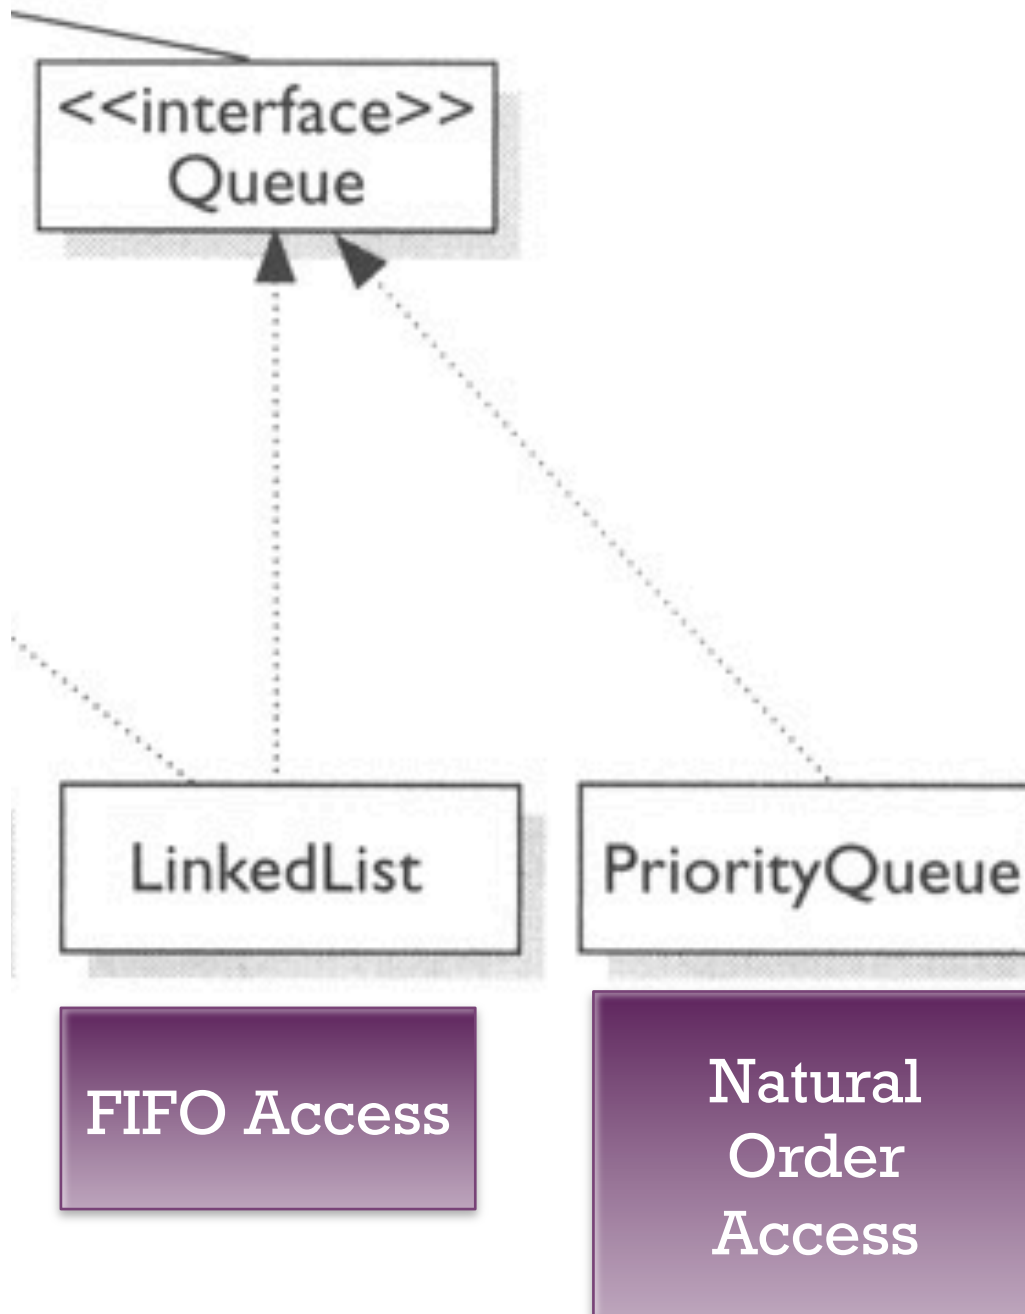 <<interface>>
Queue
LinkedList
PriorityQueue
FIFO Access
Natural
Order
Access